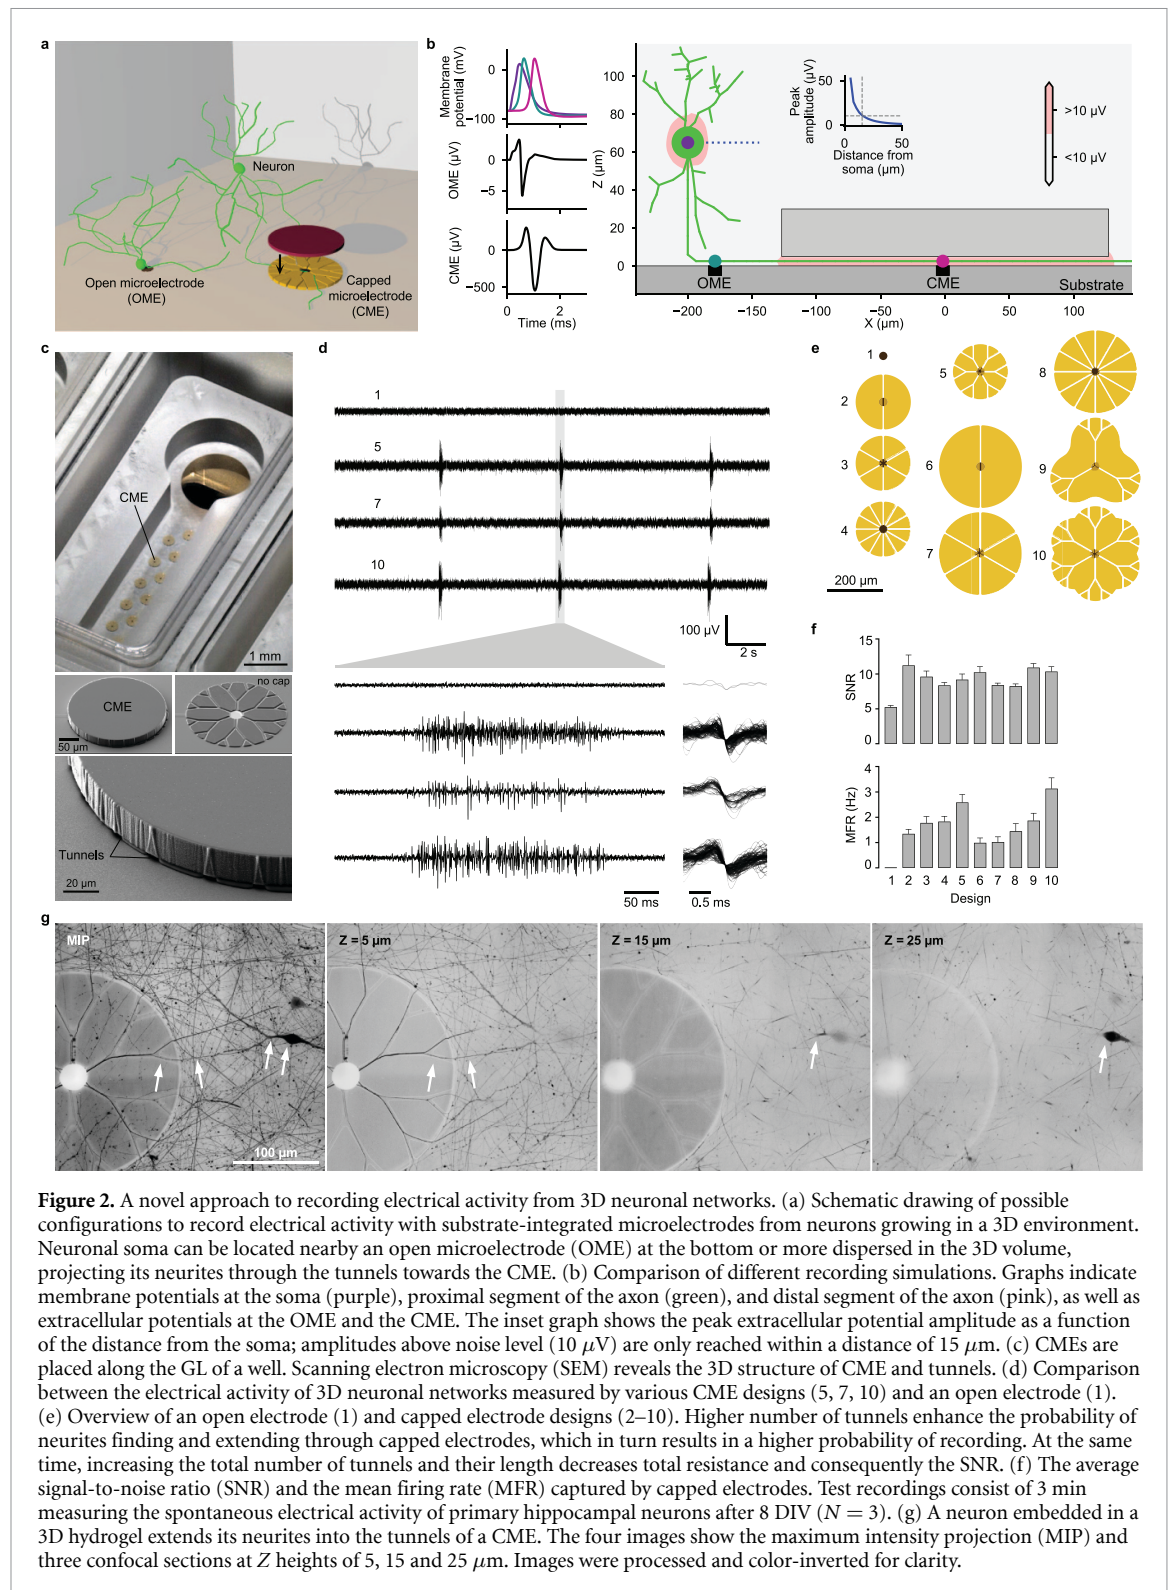 a
Neuron
Open microelectrode
(OME)
Capped
microelectrode
(CME)
b
Membrane
potential (mV)
0
−100
OME
(µV)
0
−5
CME (µV)
0
−500
0
2
Time (ms)
Z (µm)
100
80
60
40
20
0
Peak
amplitude (µV)
50
0
0
50
Distance from
soma (µm)
>10 µV
<10 µV
OME
CME
Substrate
−200
−150
−100
−50
0
50
100
X (µm)
c
CME
1 mm
CME
50 µm
no cap
Tunnels
20 µm
d
1
5
7
10
100 µV
2 s
50 ms
0.5 ms
e
1
2
3
4
5
6
7
8
9
10
200 µm
f
SNR
15
10
5
0
MFR (Hz)
4
3
2
1
0
1 2 3 4 5 6 7 8 9 10
Design
g
MIP
100 µm
Z = 5 µm
Z = 15 µm
Z = 25 µm
Figure 2. A novel approach to recording electrical activity from 3D neuronal networks. (a) Schematic drawing of possible
configurations to record electrical activity with substrate-integrated microelectrodes from neurons growing in a 3D environment.
Neuronal soma can be located nearby an open microelectrode (OME) at the bottom or more dispersed in the 3D volume,
projecting its neurites through the tunnels towards the CME. (b) Comparison of different recording simulations. Graphs indicate
membrane potentials at the soma (purple), proximal segment of the axon (green), and distal segment of the axon (pink), as well as
extracellular potentials at the OME and the CME. The inset graph shows the peak extracellular potential amplitude as a function
of the distance from the soma; amplitudes above noise level (10 µV) are only reached within a distance of 15 µm. (c) CMEs are
placed along the GL of a well. Scanning electron microscopy (SEM) reveals the 3D structure of CME and tunnels. (d) Comparison
between the electrical activity of 3D neuronal networks measured by various CME designs (5, 7, 10) and an open electrode (1).
(e) Overview of an open electrode (1) and capped electrode designs (2–10). Higher number of tunnels enhance the probability of
neurites finding and extending through capped electrodes, which in turn results in a higher probability of recording. At the same
time, increasing the total number of tunnels and their length decreases total resistance and consequently the SNR. (f) The average
signal-to-noise ratio (SNR) and the mean firing rate (MFR) captured by capped electrodes. Test recordings consist of 3 min
measuring the spontaneous electrical activity of primary hippocampal neurons after 8 DIV (N = 3). (g) A neuron embedded in a
3D hydrogel extends its neurites into the tunnels of a CME. The four images show the maximum intensity projection (MIP) and
three confocal sections at Z heights of 5, 15 and 25 µm. Images were processed and color-inverted for clarity.